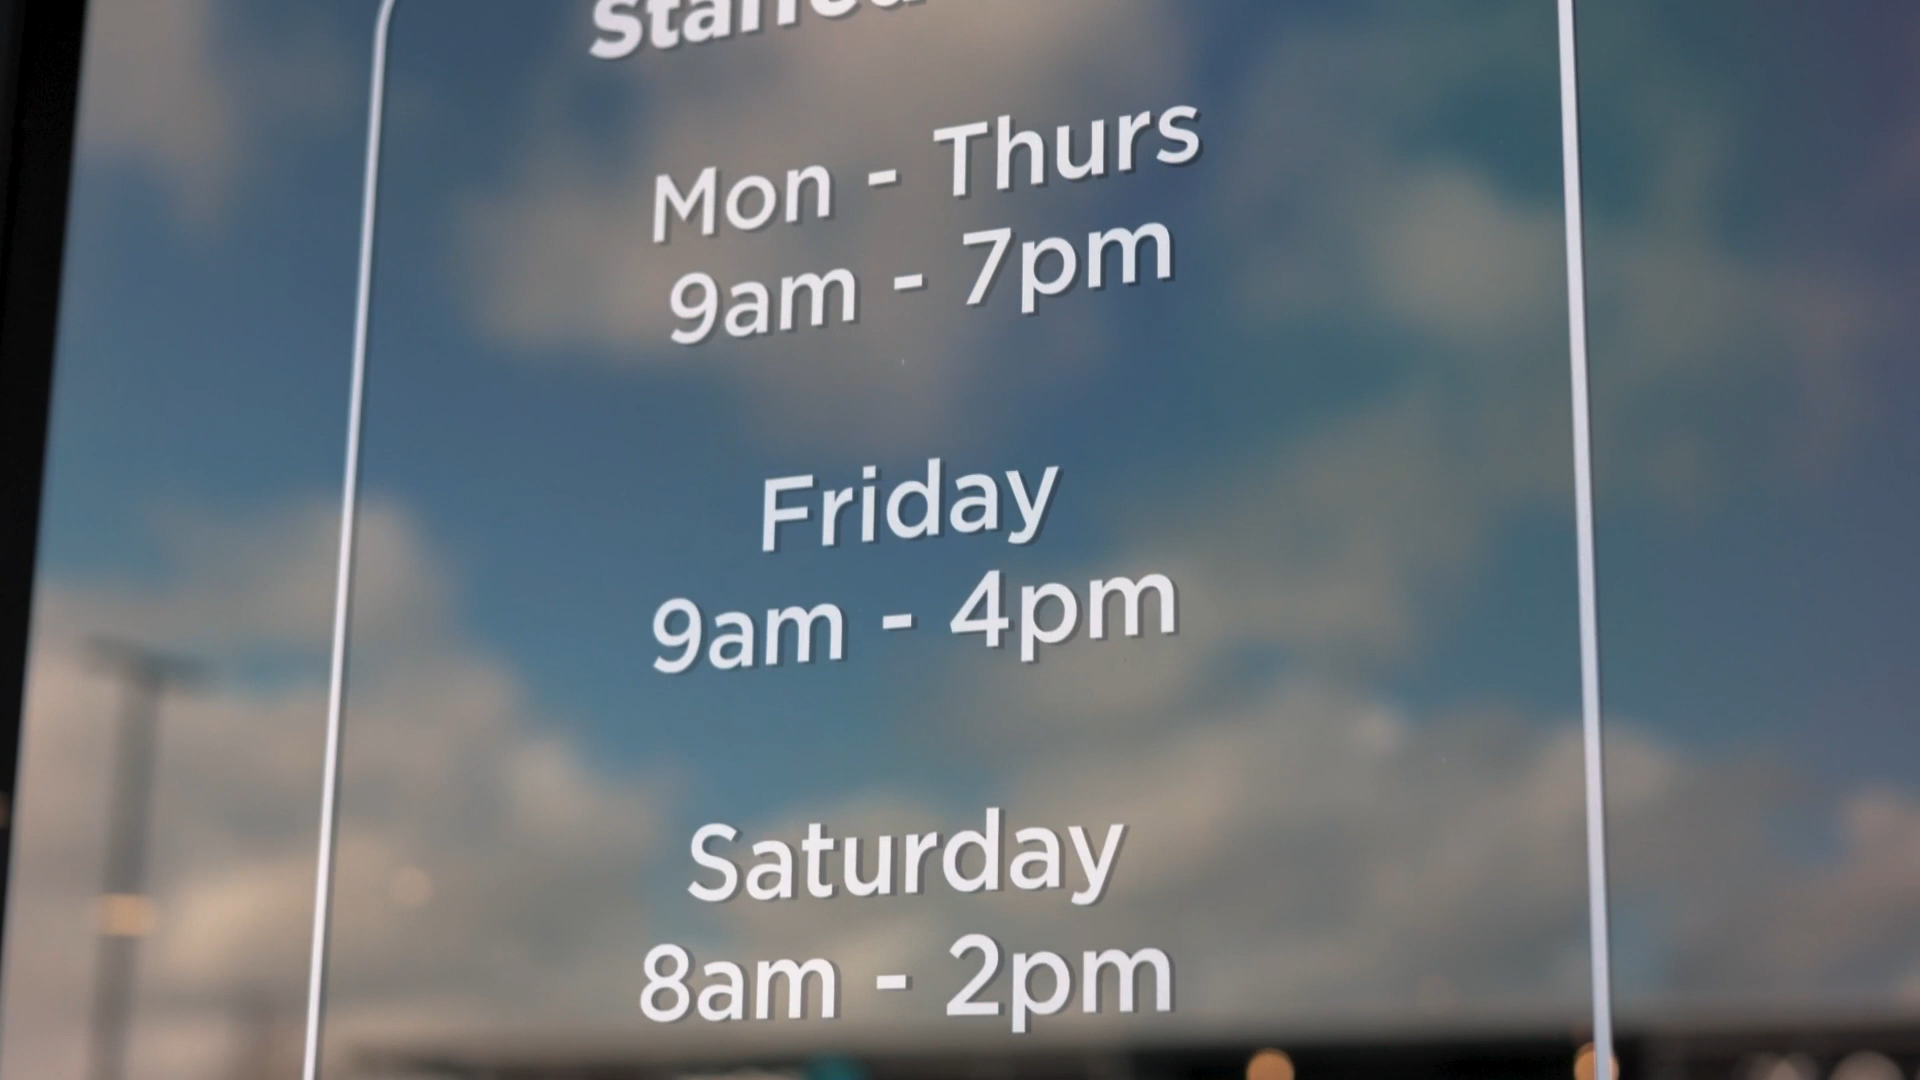 Mon - Thurs
9am - 7pm
Friday
9am - 4pm
Saturday
8am - 2pm